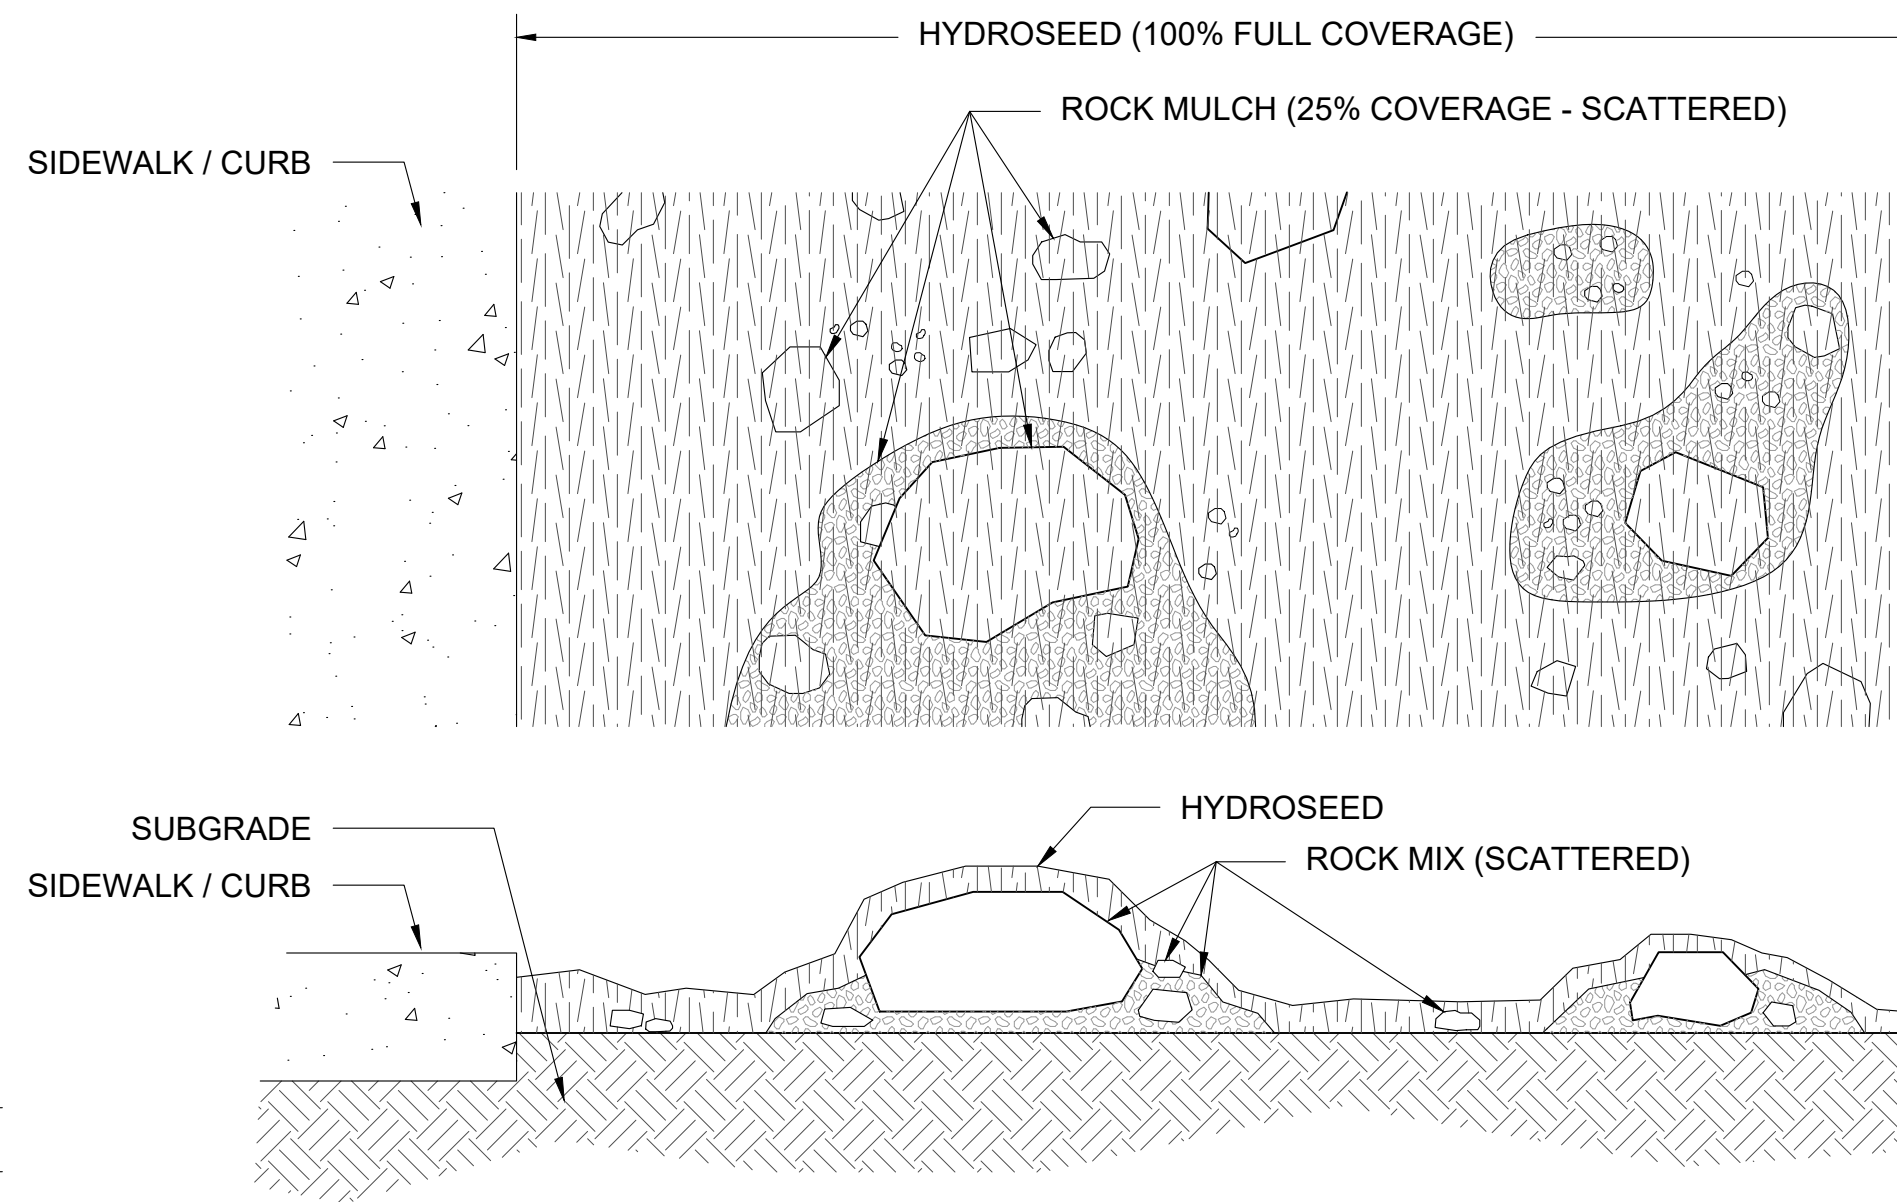 HYDROSEED (100% FULL COVERAGE)
ROCK MULCH (25% COVERAGE - SCATTERED)
SIDEWALK / CURB
HYDROSEED
SUBGRADE
ROCK MIX (SCATTERED)
SIDEWALK / CURB